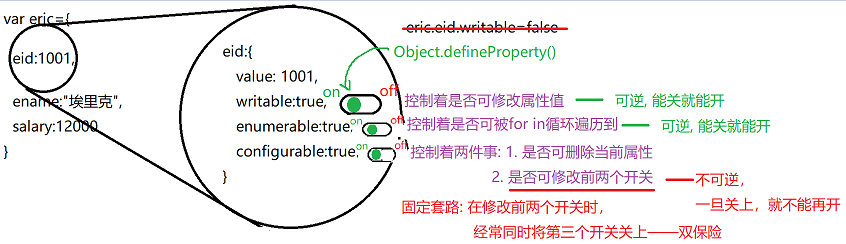 var eric={
eid:1001,
ename:"埃里克",
salary:12000
}
eid:{
value: 1001,
writable:true,
enumerable:true,
configurable:true,
}
eric.eid.writable=false
Object.defineProperty()
on off 控制着是否可修改属性值 —— 可逆, 能关就能开
on off 控制着是否可被for in循环遍历到 —— 可逆, 能关就能开
on off 控制着两件事: 1. 是否可删除当前属性
2. 是否可修改前两个开关 —— 不可逆，
一旦关上，就不能再开
固定套路: 在修改前两个开关时，
经常同时将第三个开关关上——双保险